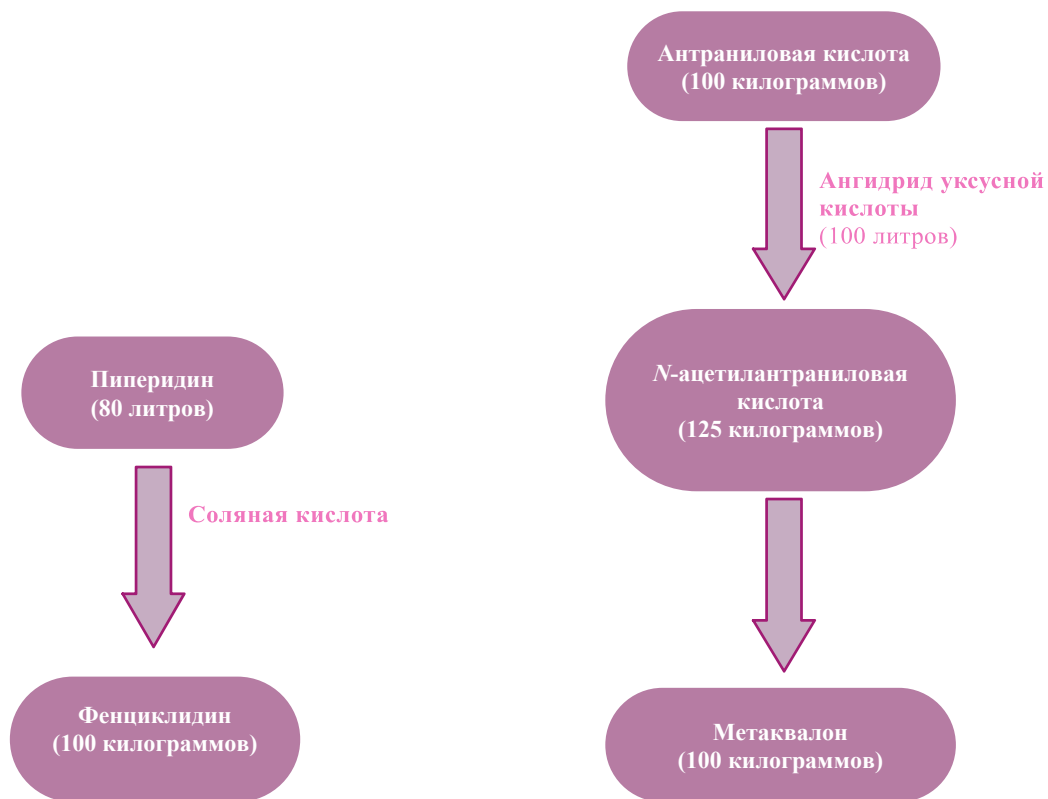 Антраниловая кислота
(100 килограммов)
Ангидрид уксусной
кислоты
(100 литров)
N-ацетилантраниловая
кислота
(125 килограммов)
Пиперидин
(80 литров)
Соляная кислота
Фенциклидин
(100 килограммов)
Метаквалон
(100 килограммов)